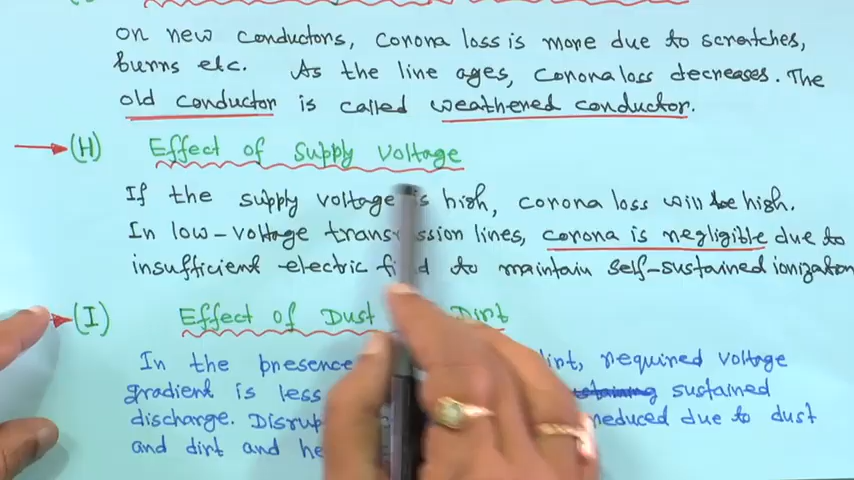 on new conductors, corona loss is more due to scratches,
burns etc. As the line ages, corona loss decreases. The
old conductor is called weathered conductor.
(H) Effect of Supply Voltage
If the supply voltage is high, corona loss will be high.
In low-voltage transmission lines, corona is negligible due to
insufficient electric field to maintain self-sustained ionization
(I) Effect of Dust Dirt
In the presence dirt, required voltage
gradient is less sustained
discharge. reduced due to dust
and dirt and